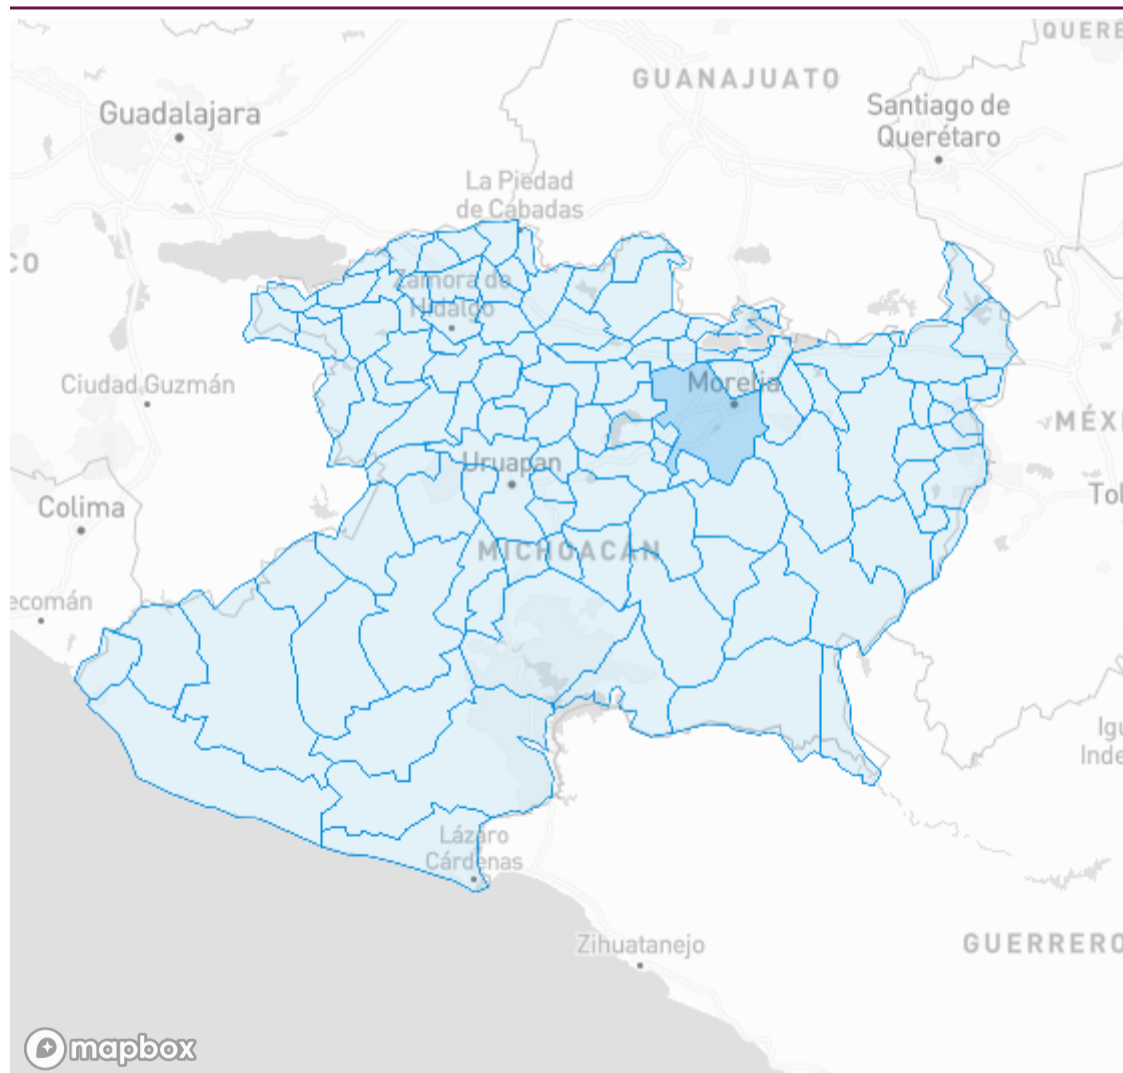 QUERÉ
GUANAJUATO
Guadalajara
Santiago de
Querétaro
La Piedad
de Cabadas
CO
Zamora de
Hidalgo
Ciudad Guzmán
Morelia
MÉXI
Uruapan
Colima
Tol
MICHOACÁN
ecomán
Igu
Inde
Lázaro
Cárdenas
Zihuatanejo
GUERRERO
mapbox